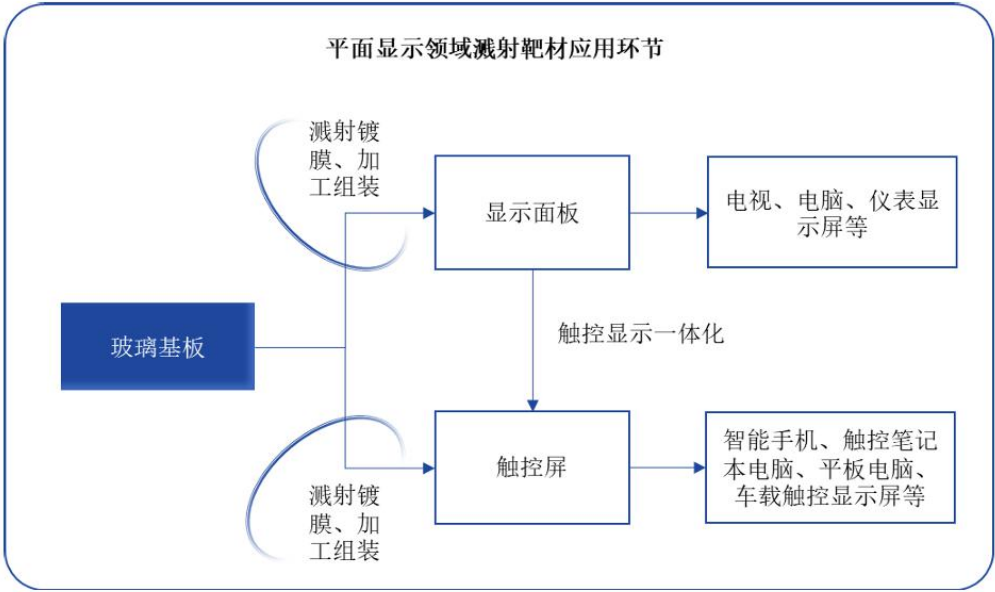 平面显示领域溅射靶材应用环节
溅射镀
膜、加
工组装
显示面板
电视、电脑、仪表显
示屏等
玻璃基板
触控显示一体化
溅射镀
膜、加
工组装
触控屏
智能手机、触控笔记
本电脑、平板电脑、
车载触控显示屏等